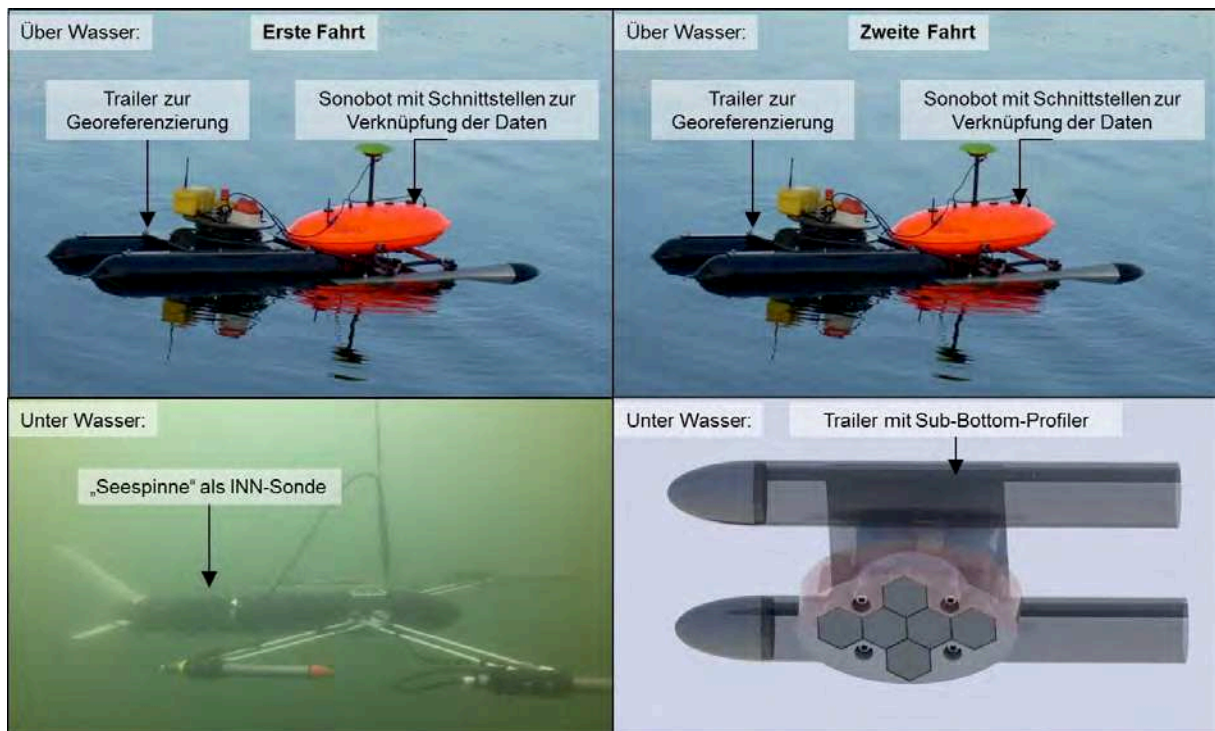 Über Wasser:
Erste Fahrt
Trailer zur
Georeferenzierung
Sonobot mit Schnittstellen zur
Verknüpfung der Daten
Über Wasser:
Zweite Fahrt
Trailer zur
Georeferenzierung
Sonobot mit Schnittstellen zur
Verknüpfung der Daten
Unter Wasser:
„Seespinne“ als INN-Sonde
Unter Wasser:
Trailer mit Sub-Bottom-Profiler